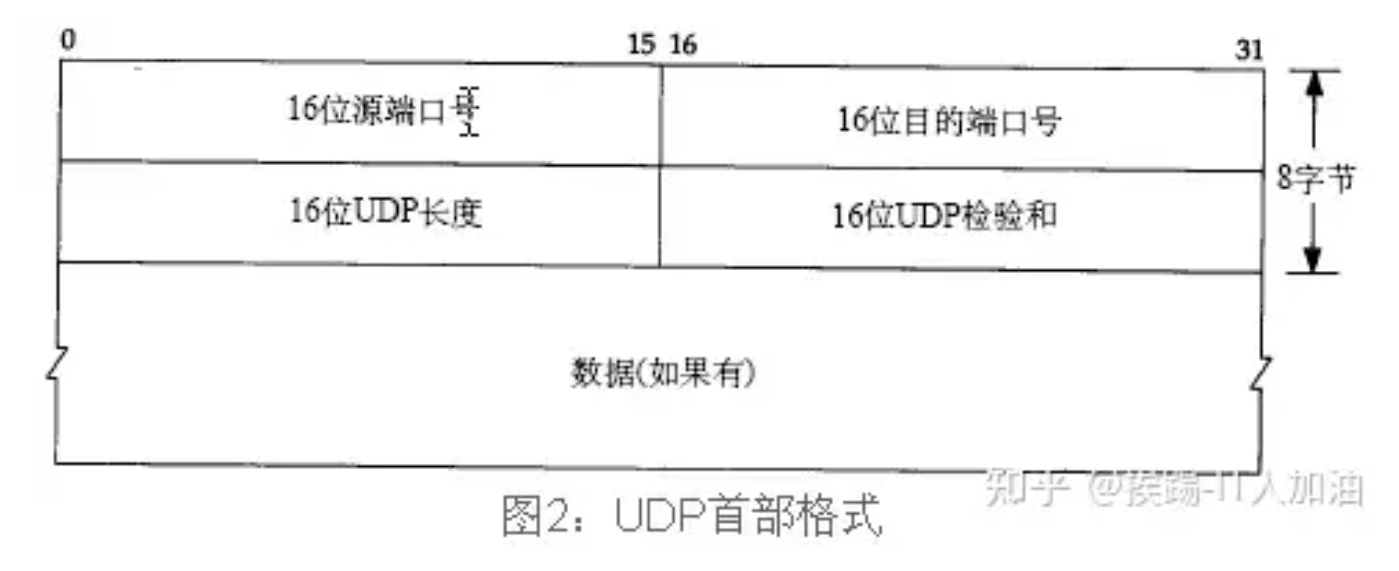 0 15 16 31
16位源端口号 16位目的端口号
8字节
16位UDP长度 16位UDP检验和
数据(如果有)
知乎 @挨踢-IT人加油
图2：UDP首部格式